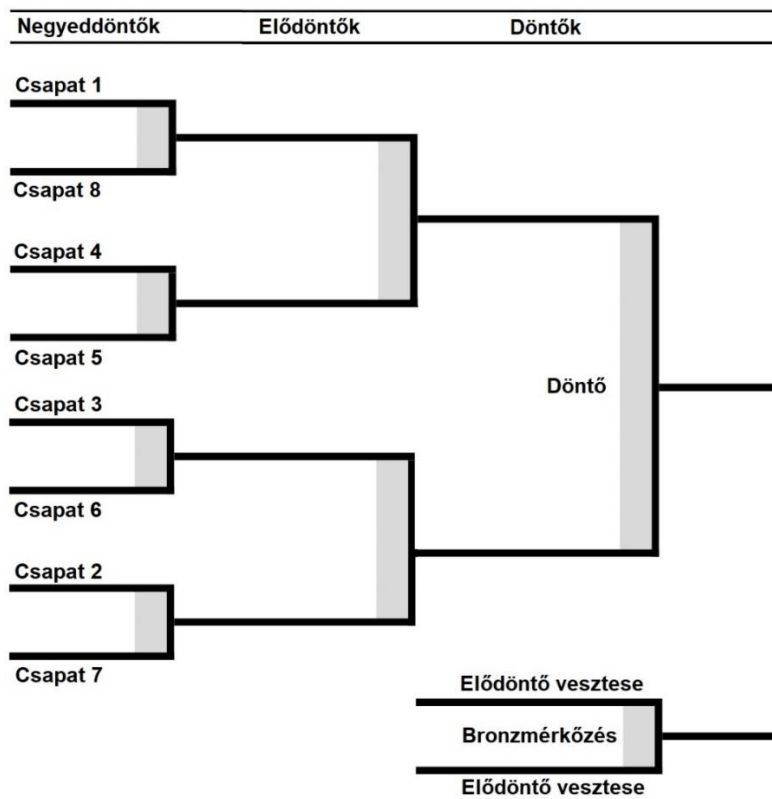 Negyeddöntők Elődöntők Döntők
Csapat 1
Csapat 8
Csapat 4
Csapat 5
Döntő
Csapat 3
Csapat 6
Csapat 2
Csapat 7
Elődöntő vesztese
Bronzmérkőzés
Elődöntő vesztese